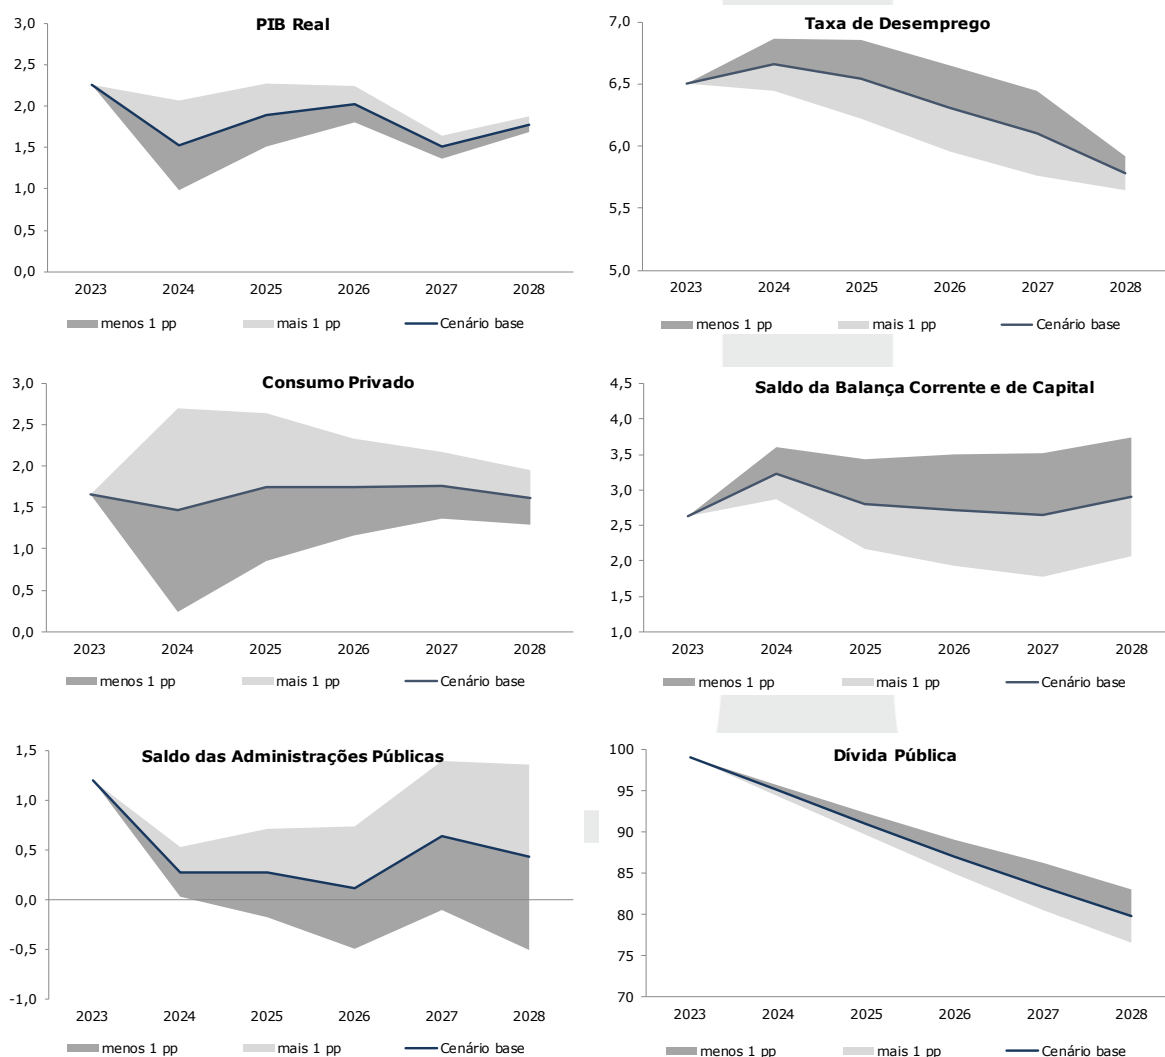 PIB Real
3,0
2,5
2,0
1,5
1,0
0,5
0,0
2023 2024 2025 2026 2027 2028
menos 1 pp mais 1 pp Cenário base
Taxa de Desemprego
7,0
6,5
6,0
5,5
5,0
2023 2024 2025 2026 2027 2028
menos 1 pp mais 1 pp Cenário base
Consumo Privado
3,0
2,5
2,0
1,5
1,0
0,5
0,0
2023 2024 2025 2026 2027 2028
menos 1 pp mais 1 pp Cenário base
Saldo da Balança Corrente e de Capital
4,5
4,0
3,5
3,0
2,5
2,0
1,5
1,0
2023 2024 2025 2026 2027 2028
menos 1 pp mais 1 pp Cenário base
Saldo das Administrações Públicas
1,5
1,0
0,5
0,0
-0,5
-1,0
2023 2024 2025 2026 2027 2028
menos 1 pp mais 1 pp Cenário base
Dívida Pública
100
95
90
85
80
75
70
2023 2024 2025 2026 2027 2028
menos 1 pp mais 1 pp Cenário base